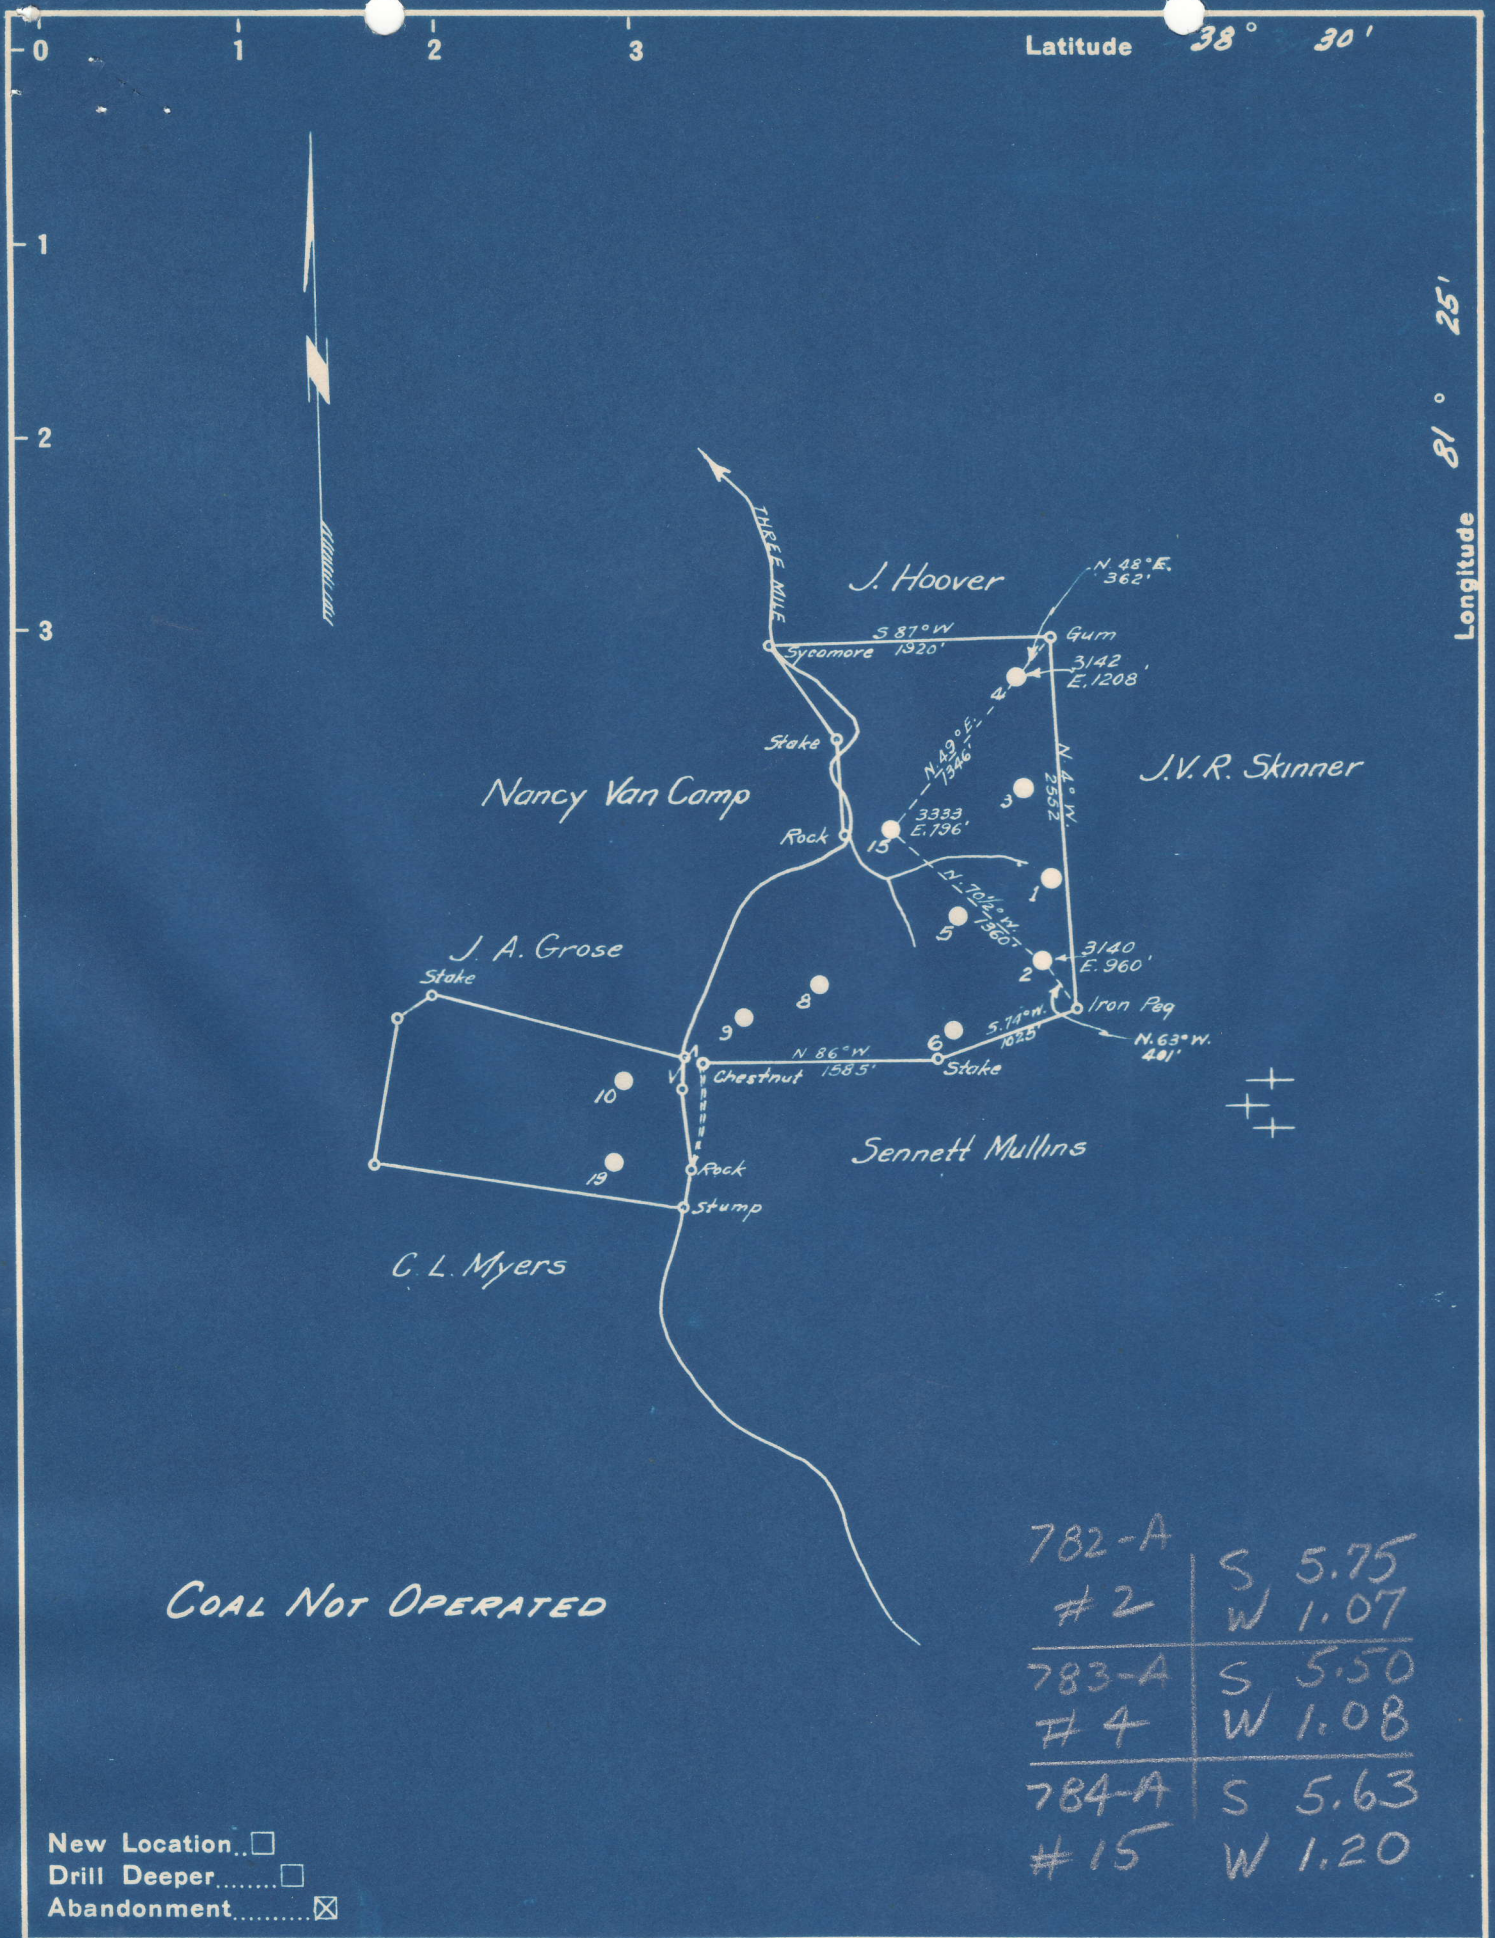 0 1 2 3 Latitude 38° 30'
1
2
3
Longitude 81° 25'
THREE MILE
J. Hoover
N. 48° E.
362'
S 87° W
1920'
Gum
Sycamore
3142
E. 1208'
4
Stake
N. 49° E.
1346'
N. 4° W.
2552
J.V.R. Skinner
Nancy Van Camp
3
3333
E. 796'
Rock
15
1
N. 70 1/2° W.
1360'
5
J. A. Grose
3140
E. 960'
2
Stake
8
Iron Peg
9
S. 74° W.
1025'
6
N. 63° W.
401'
N 86° W
1585'
Chestnut
Stake
10
Sennett Mullins
Rock
19
Stump
C. L. Myers
COAL NOT OPERATED
782-A S 5.75
#2 W 1.07
783-A S 5.50
#4 W 1.08
784-A S 5.63
#15 W 1.20
New Location..☐
Drill Deeper........☐
Abandonment..........☒